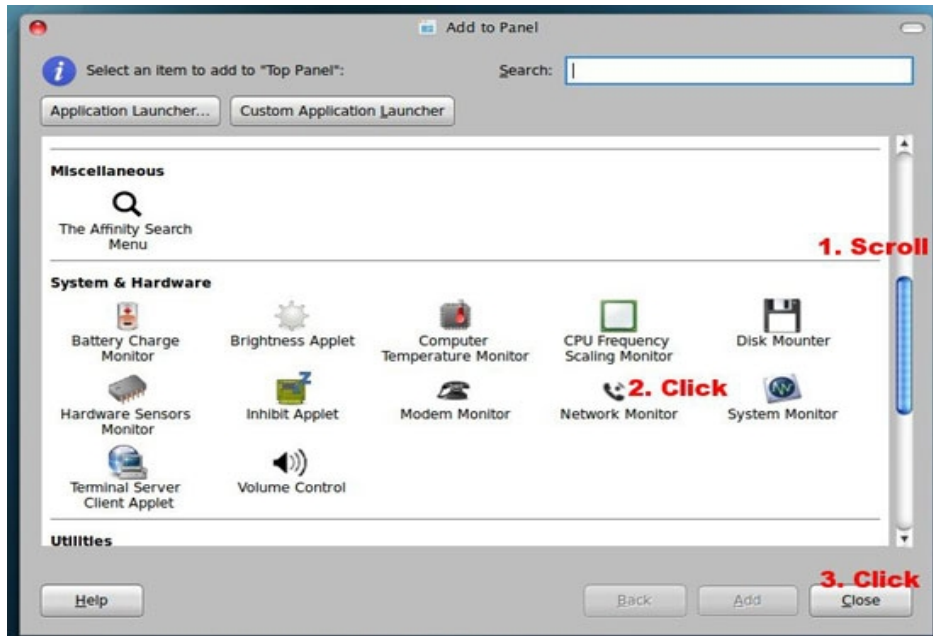 Add to Panel
Select an item to add to "Top Panel":
Search:
Application Launcher...
Custom Application Launcher
Miscellaneous
The Affinity Search
Menu
1. Scroll
System & Hardware
Battery Charge
Monitor
Brightness Applet
Computer
Temperature Monitor
CPU Frequency
Scaling Monitor
Disk Mounter
Hardware Sensors
Monitor
Inhibit Applet
Modem Monitor
2. Click
Network Monitor
System Monitor
Terminal Server
Client Applet
Volume Control
Utilities
3. Click
Help
Back
Add
Close